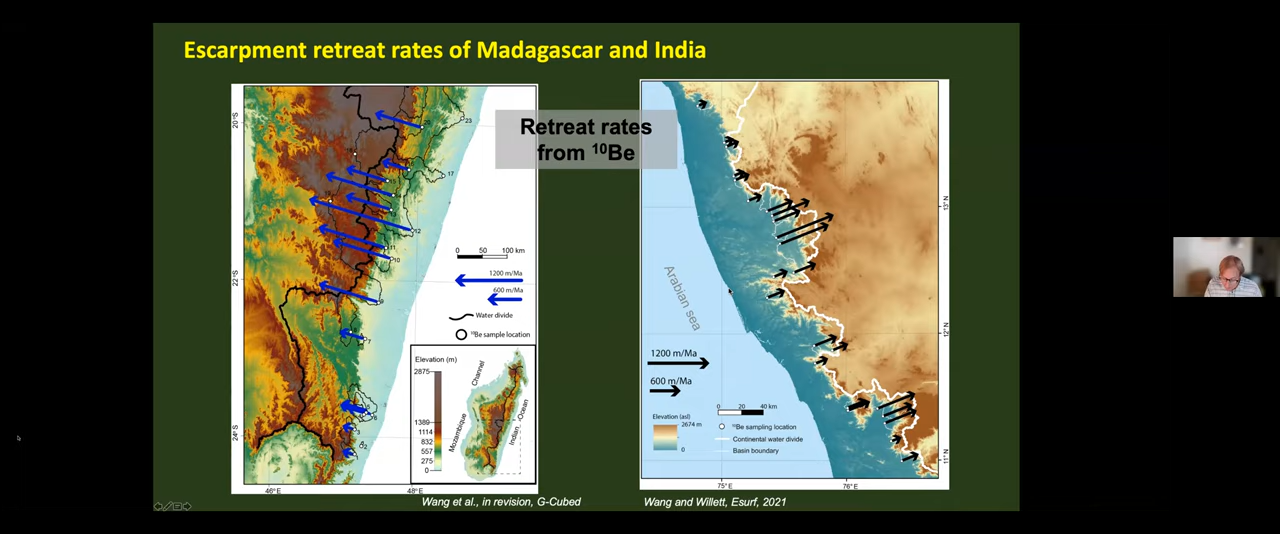 Escarpment retreat rates of Madagascar and India
Retreat rates
from ¹⁰Be
20°S
22°S
24°S
46°E
48°E
23
17
12
11
10
9
7
2
0 50 100 km
1200 m/Ma
600 m/Ma
Water divide
¹⁰Be sample location
Elevation (m)
2875
1389
1114
832
557
275
0
Mozambique
Channel
Indian
Ocean
Wang et al., in revision, G-Cubed
Arabian sea
1200 m/Ma
600 m/Ma
0 20 40 km
Elevation (asl)
2674 m
0
¹⁰Be sampling location
Continental water divide
Basin boundary
13°N
12°N
11°N
75°E
76°E
Wang and Willett, Esurf, 2021